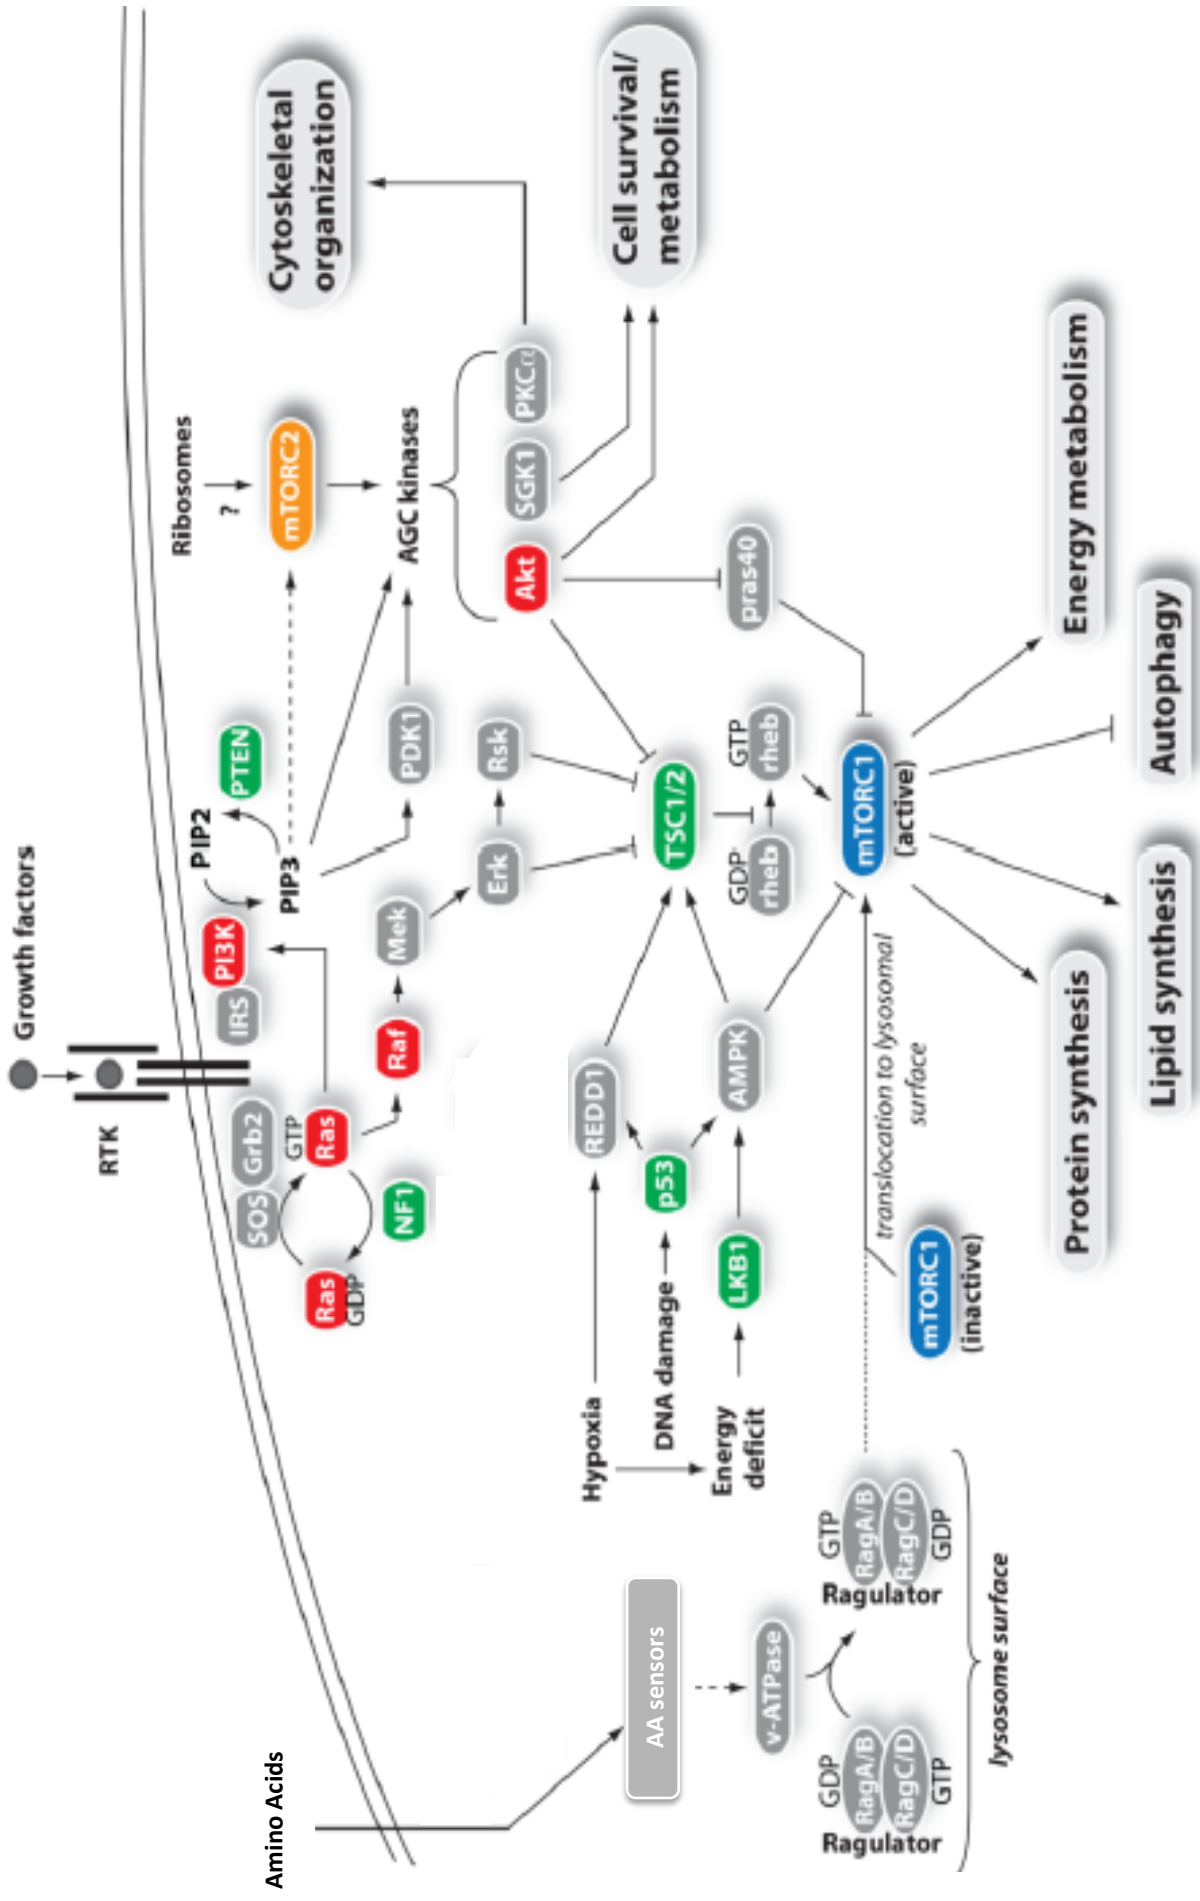 Growth factors
RTK
Amino Acids
Ribosomes
?
PIP2
PTEN
PI3K
IRS
PIP3
mTORC2
Cytoskeletal
organization
SOS
Grb2
GTP
Ras
Ras
GDP
NF1
Raf
Mek
PDK1
AGC kinases
Erk
Rsk
Akt
SGK1
PKCα
Cell survival/
metabolism
Hypoxia
REDD1
DNA damage
p53
Energy
deficit
LKB1
AMPK
TSC1/2
GDP
rheb
GTP
rheb
pras40
AA sensors
v-ATPase
GDP
RagA/B
RagC/D
GTP
Ragulator
GTP
RagA/B
RagC/D
GDP
Ragulator
lysosome surface
mTORC1
(inactive)
translocation to lysosomal
surface
mTORC1
(active)
Protein synthesis
Lipid synthesis
Autophagy
Energy metabolism